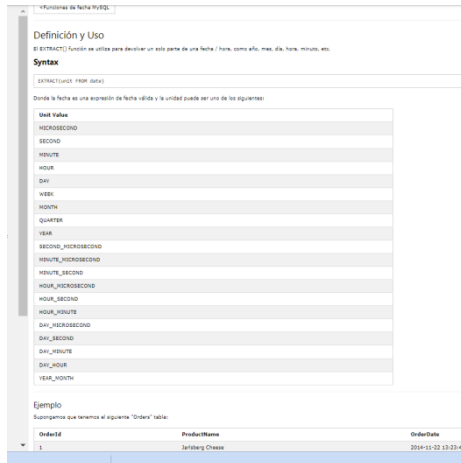 <Funciones de fecha MySQL
Definición y Uso
El EXTRACT() función se utiliza para devolver un solo parte de una fecha / hora, como año, mes, día, hora, minuto, etc.
Syntax
EXTRACT(unit FROM date)
Donde la fecha es una expresión de fecha válida y la unidad puede ser uno de los siguientes:
Unit Value
MICROSECOND
SECOND
MINUTE
HOUR
DAY
WEEK
MONTH
QUARTER
YEAR
SECOND_MICROSECOND
MINUTE_MICROSECOND
MINUTE_SECOND
HOUR_MICROSECOND
HOUR_SECOND
HOUR_MINUTE
DAY_MICROSECOND
DAY_SECOND
DAY_MINUTE
DAY_HOUR
YEAR_MONTH
Ejemplo
Supongamos que tenemos el siguiente "Orders" table:
OrderId ProductName OrderDate
1 Jarlsberg Cheese 2014-11-22 13:23:4